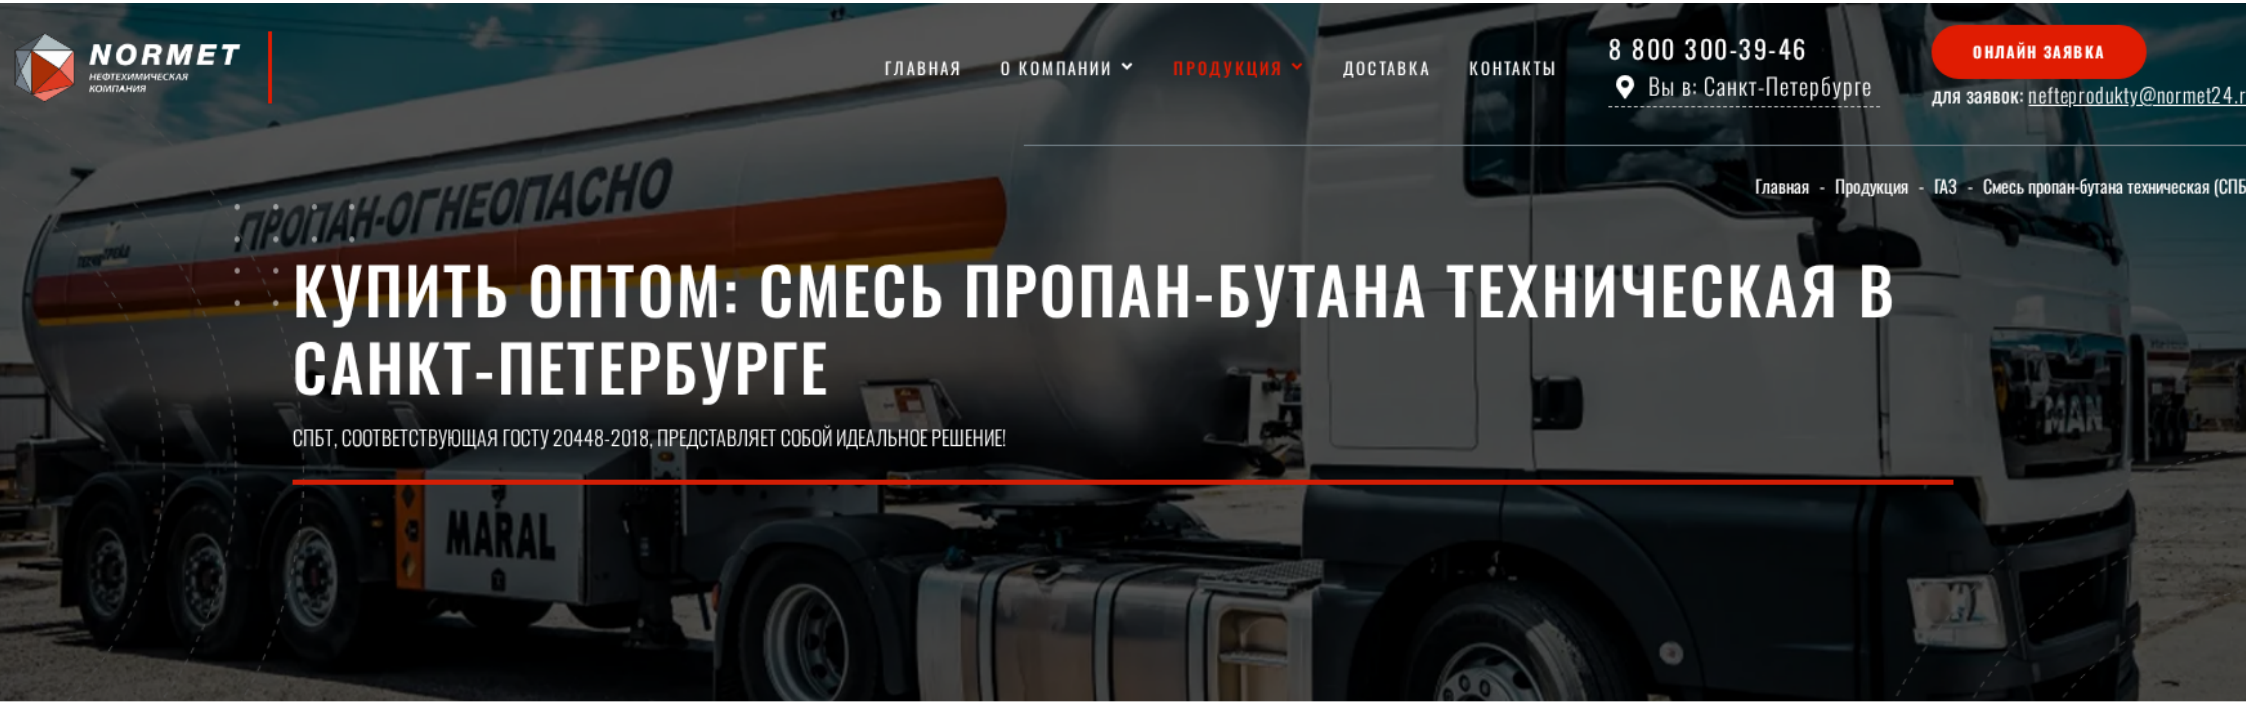 NORMET
НЕФТЕХИМИЧЕСКАЯ
КОМПАНИЯ
ГЛАВНАЯ О КОМПАНИИ ПРОДУКЦИЯ ДОСТАВКА КОНТАКТЫ
8 800 300-39-46
Вы в: Санкт-Петербурге
ОНЛАЙН ЗАЯВКА
для заявок: nefteprodukty@normet24.r
Главная - Продукция - ГАЗ - Смесь пропан-бутана техническая (СПБ
ПРОПАН-ОГНЕОПАСНО
КУПИТЬ ОПТОМ: СМЕСЬ ПРОПАН-БУТАНА ТЕХНИЧЕСКАЯ В
САНКТ-ПЕТЕРБУРГЕ
СПБТ, СООТВЕТСТВУЮЩАЯ ГОСТУ 20448-2018, ПРЕДСТАВЛЯЕТ СОБОЙ ИДЕАЛЬНОЕ РЕШЕНИЕ!
MAN
MARAL